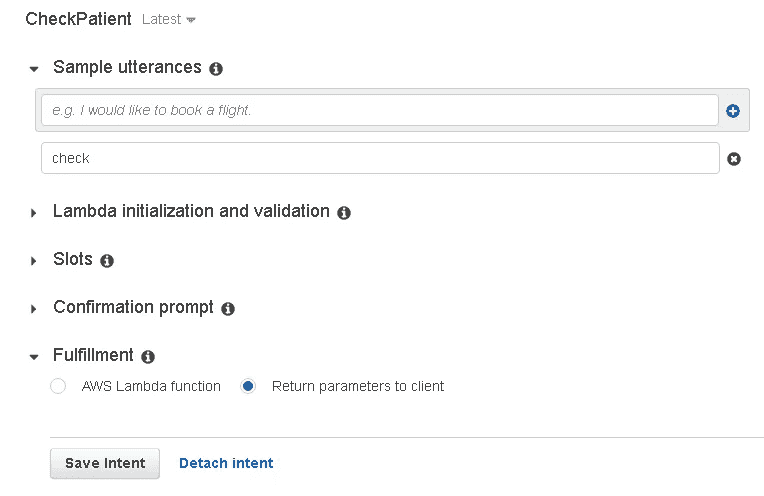 CheckPatient Latest
Sample utterances
e.g. I would like to book a flight.
check
Lambda initialization and validation
Slots
Confirmation prompt
Fulfillment
AWS Lambda function Return parameters to client
Save Intent Detach intent